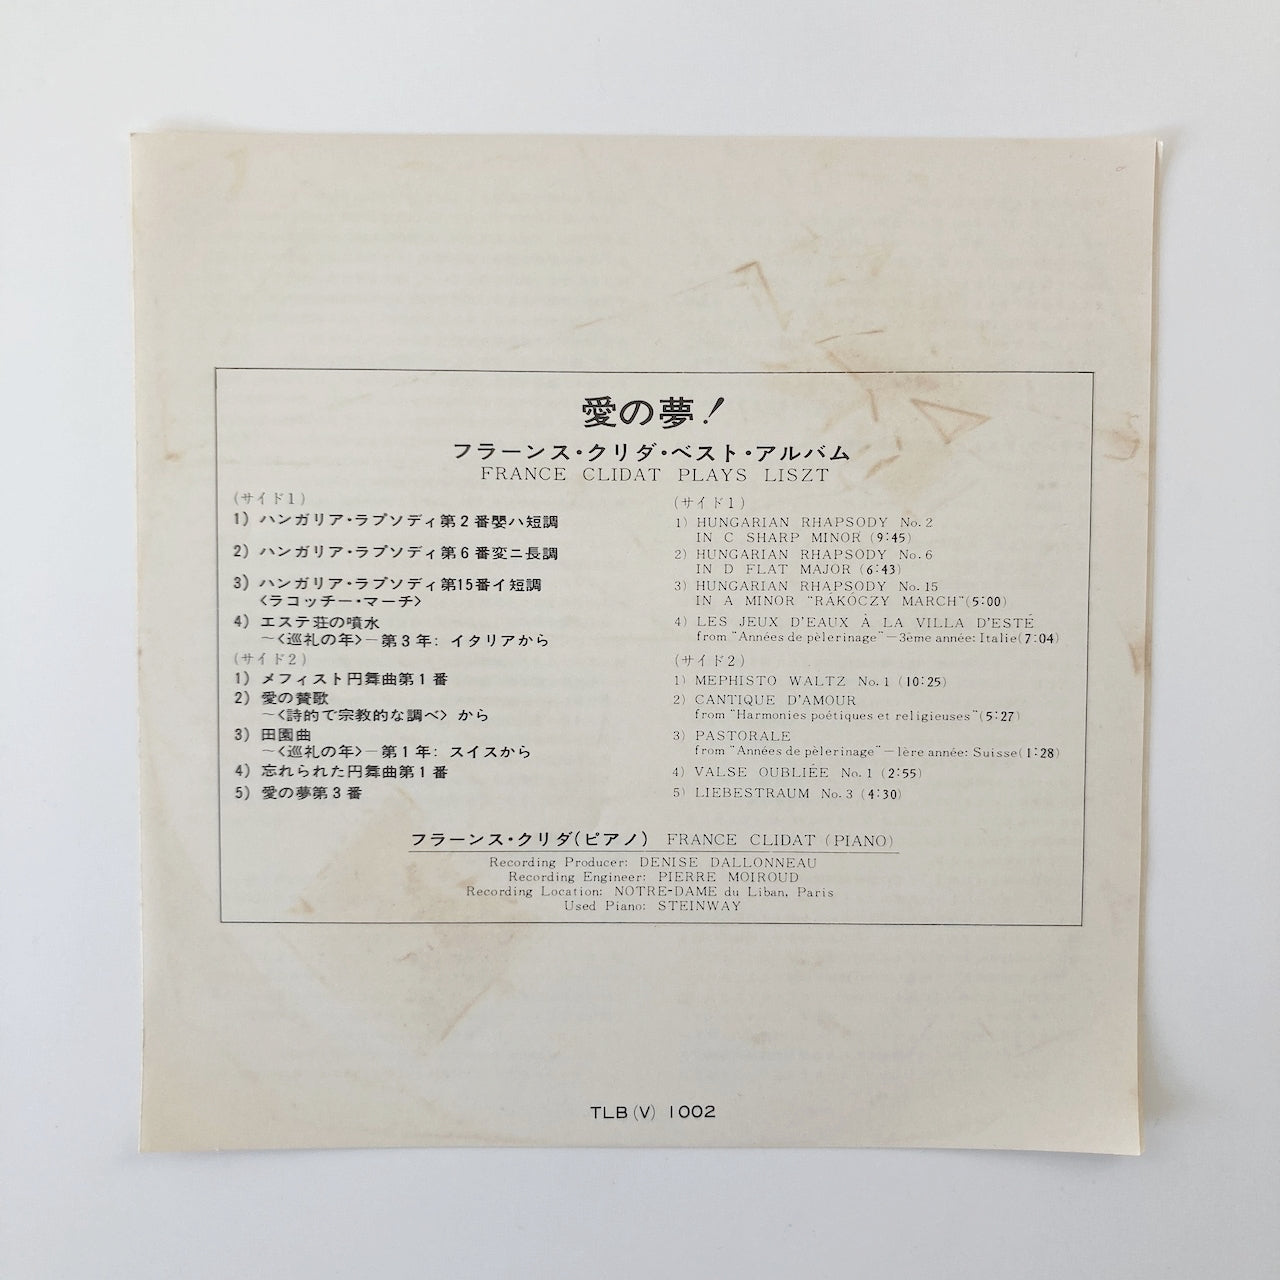 愛の夢!
フラーンス・クリダ・ベスト・アルバム
FRANCE CLIDAT PLAYS LISZT
(サイド1)
1) ハンガリア・ラプソディ第2番嬰ハ短調
2) ハンガリア・ラプソディ第6番変ニ長調
3) ハンガリア・ラプソディ第15番イ短調
〈ラコッチー・マーチ〉
4) エステ荘の噴水
〜〈巡礼の年〉—第3年: イタリアから
(サイド2)
1) メフィスト円舞曲第1番
2) 愛の賛歌
〜〈詩的で宗教的な調べ〉から
3) 田園曲
〜〈巡礼の年〉—第1年: スイスから
4) 忘れられた円舞曲第1番
5) 愛の夢第3番
(サイド1)
1) HUNGARIAN RHAPSODY No.2
IN C SHARP MINOR (9:45)
2) HUNGARIAN RHAPSODY No.6
IN D FLAT MAJOR (6:43)
3) HUNGARIAN RHAPSODY No.15
IN A MINOR "RAKÓCZY MARCH"(5:00)
4) LES JEUX D'EAUX À LA VILLA D'ESTÉ
from "Années de pèlerinage"—3ème année: Italie(7:04)
(サイド2)
1) MEPHISTO WALTZ No.1 (10:25)
2) CANTIQUE D'AMOUR
from "Harmonies poétiques et religieuses"(5:27)
3) PASTORALE
from "Années de pèlerinage"—1ère année: Suisse(1:28)
4) VALSE OUBLIÉE No.1 (2:55)
5) LIEBESTRAUM No.3 (4:30)
フラーンス・クリダ(ピアノ) FRANCE CLIDAT (PIANO)
Recording Producer: DENISE DALLONNEAU
Recording Engineer: PIERRE MOIROUD
Recording Location: NOTRE-DAME du Liban, Paris
Used Piano: STEINWAY
TLB(V) 1002